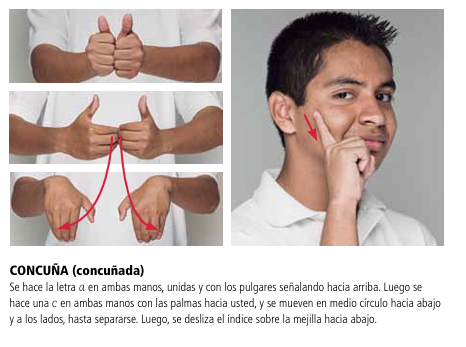 CONCUÑA (concuñada)
Se hace la letra a en ambas manos, unidas y con los pulgares señalando hacia arriba. Luego se
hace una c en ambas manos con las palmas hacia usted, y se mueven en medio círculo hacia abajo
y a los lados, hasta separarse. Luego, se desliza el índice sobre la mejilla hacia abajo.